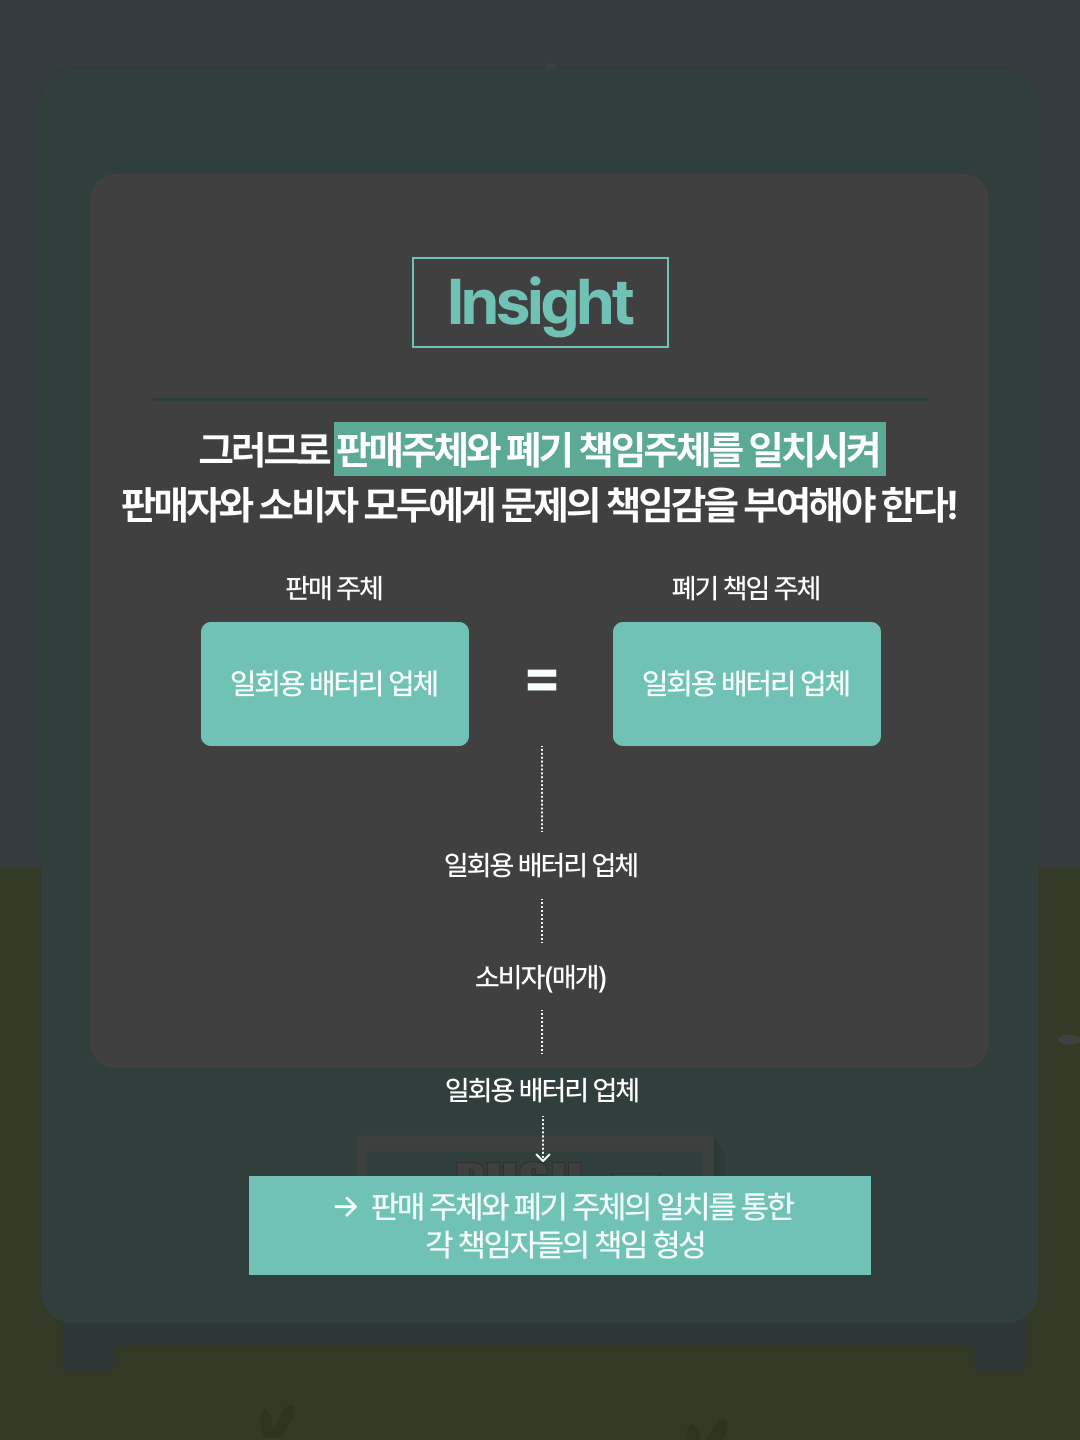 Insight
그러므로 판매주체와 폐기 책임주체를 일치시켜
판매자와 소비자 모두에게 문제의 책임감을 부여해야 한다!
판매 주체
폐기 책임 주체
일회용 배터리 업체
=
일회용 배터리 업체
일회용 배터리 업체
소비자(매개)
일회용 배터리 업체
→ 판매 주체와 폐기 주체의 일치를 통한
각 책임자들의 책임 형성